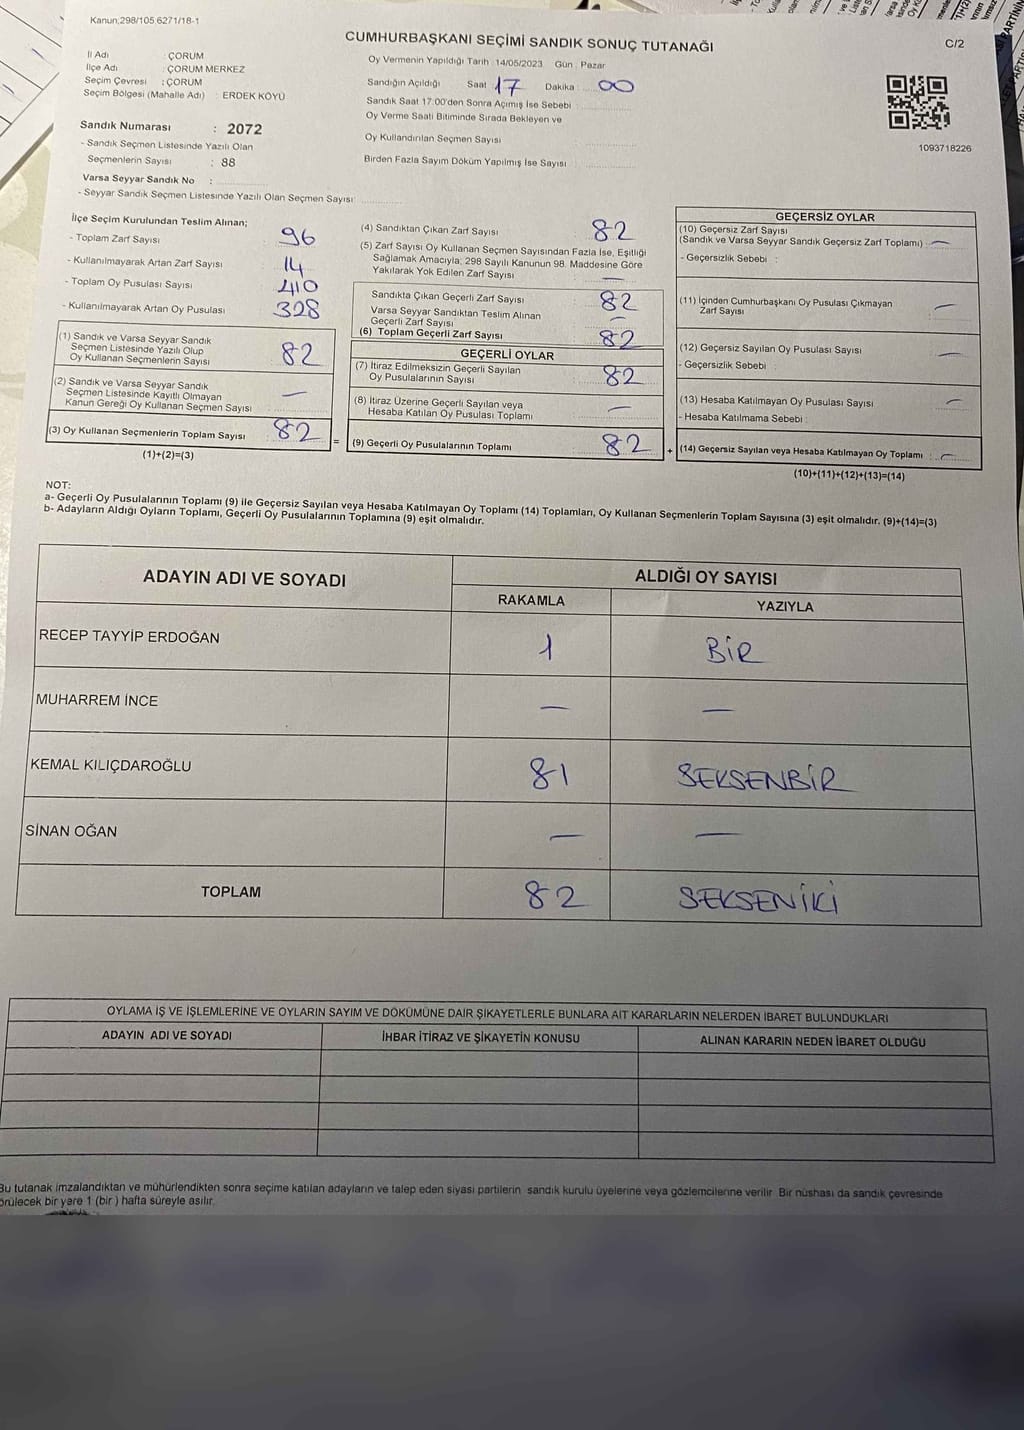 Kanun,298/105 6271/18-1
CUMHURBAŞKANI SEÇİMİ SANDIK SONUÇ TUTANAĞI
C/2
İl Adı : ÇORUM
İlçe Adı : ÇORUM MERKEZ
Seçim Çevresi : ÇORUM
Seçim Bölgesi (Mahalle Adı) : ERDEK KÖYÜ
Oy Vermenin Yapıldığı Tarih :14/05/2023 Gün : Pazar
Sandığın Açıldığı Saat : 17 Dakika : 00
Sandık Saat 17:00'den Sonra Açımış İse Sebebi :
Oy Verme Saati Bitiminde Sırada Bekleyen ve
Oy Kullandırılan Seçmen Sayısı :
Birden Fazla Sayım Döküm Yapılmış İse Sayısı :
1093718226
Sandık Numarası : 2072
- Sandık Seçmen Listesinde Yazılı Olan
Seçmenlerin Sayısı : 88
Varsa Seyyar Sandık No :
- Seyyar Sandık Seçmen Listesinde Yazılı Olan Seçmen Sayısı:
İlçe Seçim Kurulundan Teslim Alınan;
- Toplam Zarf Sayısı 96
- Kullanılmayarak Artan Zarf Sayısı 14
- Toplam Oy Pusulası Sayısı 410
- Kullanılmayarak Artan Oy Pusulası 328
(1) Sandık ve Varsa Seyyar Sandık
Seçmen Listesinde Yazılı Olup
Oy Kullanan Seçmenlerin Sayısı 82
(2) Sandık ve Varsa Seyyar Sandık
Seçmen Listesinde Kayıtlı Olmayan
Kanun Gereği Oy Kullanan Seçmen Sayısı —
(3) Oy Kullanan Seçmenlerin Toplam Sayısı 82
(1)+(2)=(3)
=
(4) Sandıktan Çıkan Zarf Sayısı 82
(5) Zarf Sayısı Oy Kullanan Seçmen Sayısından Fazla İse, Eşitliği
Sağlamak Amacıyla; 298 Sayılı Kanunun 98. Maddesine Göre
Yakılarak Yok Edilen Zarf Sayısı —
Sandıkta Çıkan Geçerli Zarf Sayısı 82
Varsa Seyyar Sandıktan Teslim Alınan
Geçerli Zarf Sayısı —
(6) Toplam Geçerli Zarf Sayısı 82
GEÇERLİ OYLAR
(7) İtiraz Edilmeksizin Geçerli Sayılan
Oy Pusulalarının Sayısı 82
(8) İtiraz Üzerine Geçerli Sayılan veya
Hesaba Katılan Oy Pusulası Toplamı —
(9) Geçerli Oy Pusulalarının Toplamı 82
+
GEÇERSİZ OYLAR
(10) Geçersiz Zarf Sayısı
(Sandık ve Varsa Seyyar Sandık Geçersiz Zarf Toplamı) —
- Geçersizlik Sebebi :
(11) İçinden Cumhurbaşkanı Oy Pusulası Çıkmayan
Zarf Sayısı —
(12) Geçersiz Sayılan Oy Pusulası Sayısı —
- Geçersizlik Sebebi :
(13) Hesaba Katılmayan Oy Pusulası Sayısı —
- Hesaba Katılmama Sebebi :
(14) Geçersiz Sayılan veya Hesaba Katılmayan Oy Toplamı : —
(10)+(11)+(12)+(13)=(14)
NOT:
a- Geçerli Oy Pusulalarının Toplamı (9) ile Geçersiz Sayılan veya Hesaba Katılmayan Oy Toplamı (14) Toplamları, Oy Kullanan Seçmenlerin Toplam Sayısına (3) eşit olmalıdır. (9)+(14)=(3)
b- Adayların Aldığı Oyların Toplamı, Geçerli Oy Pusulalarının Toplamına (9) eşit olmalıdır.
ADAYIN ADI VE SOYADI ALDIĞI OY SAYISI
RAKAMLA YAZIYLA
RECEP TAYYİP ERDOĞAN 1 BİR
MUHARREM İNCE — —
KEMAL KILIÇDAROĞLU 81 SEKSENBİR
SİNAN OĞAN — —
TOPLAM 82 SEKSENİKİ
OYLAMA İŞ VE İŞLEMLERİNE VE OYLARIN SAYIM VE DÖKÜMÜNE DAİR ŞİKAYETLERLE BUNLARA AİT KARARLARIN NELERDEN İBARET BULUNDUKLARI
ADAYIN ADI VE SOYADI İHBAR İTİRAZ VE ŞİKAYETİN KONUSU ALINAN KARARIN NEDEN İBARET OLDUĞU
Bu tutanak imzalandıktan ve mühürlendikten sonra seçime katılan adayların ve talep eden siyasi partilerin sandık kurulu üyelerine veya gözlemcilerine verilir Bir nüshası da sandık çevresinde
örülecek bir yere 1 (bir ) hafta süreyle asılır.